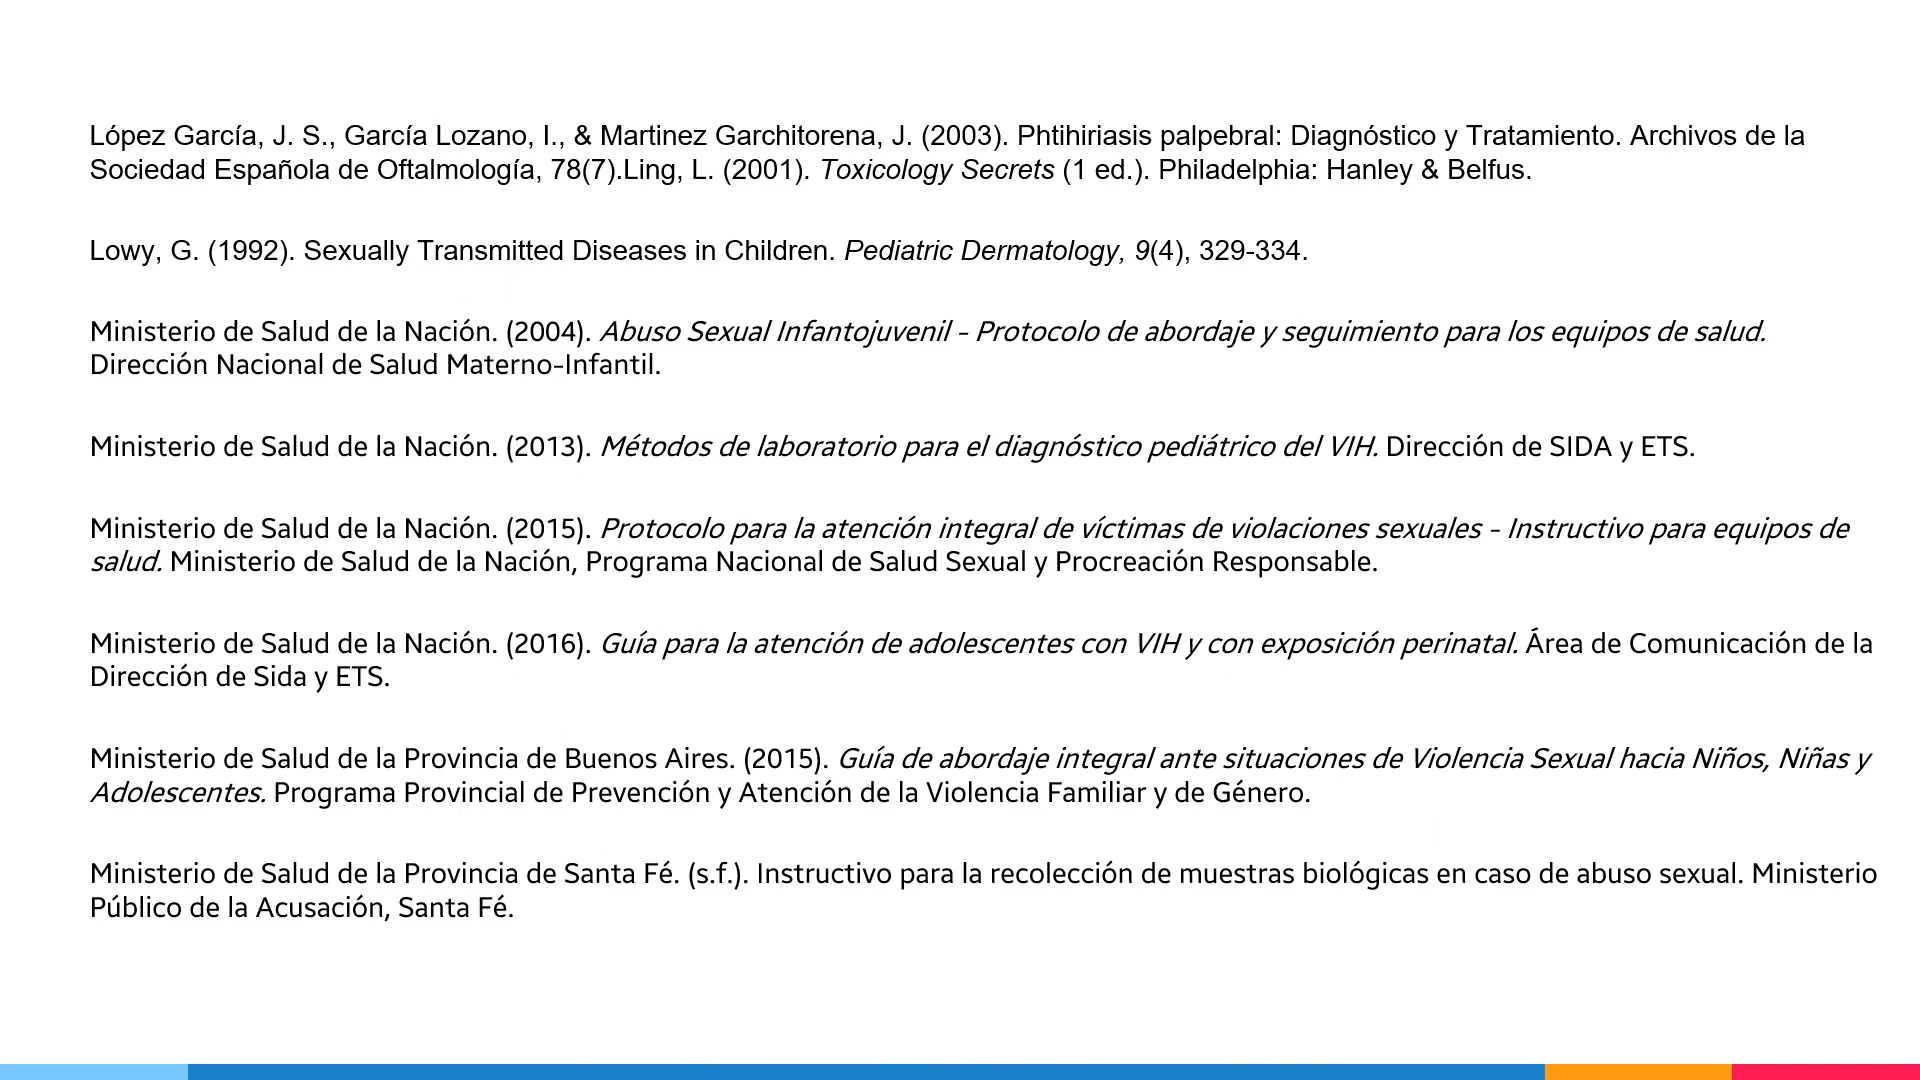 López García, J. S., García Lozano, I., & Martinez Garchitorena, J. (2003). Phtihiriasis palpebral: Diagnóstico y Tratamiento. Archivos de la
Sociedad Española de Oftalmología, 78(7).Ling, L. (2001). Toxicology Secrets (1 ed.). Philadelphia: Hanley & Belfus.
Lowy, G. (1992). Sexually Transmitted Diseases in Children. Pediatric Dermatology, 9(4), 329-334.
Ministerio de Salud de la Nación. (2004). Abuso Sexual Infantojuvenil - Protocolo de abordaje y seguimiento para los equipos de salud.
Dirección Nacional de Salud Materno-Infantil.
Ministerio de Salud de la Nación. (2013). Métodos de laboratorio para el diagnóstico pediátrico del VIH. Dirección de SIDA y ETS.
Ministerio de Salud de la Nación. (2015). Protocolo para la atención integral de víctimas de violaciones sexuales - Instructivo para equipos de
salud. Ministerio de Salud de la Nación, Programa Nacional de Salud Sexual y Procreación Responsable.
Ministerio de Salud de la Nación. (2016). Guía para la atención de adolescentes con VIH y con exposición perinatal. Área de Comunicación de la
Dirección de Sida y ETS.
Ministerio de Salud de la Provincia de Buenos Aires. (2015). Guía de abordaje integral ante situaciones de Violencia Sexual hacia Niños, Niñas y
Adolescentes. Programa Provincial de Prevención y Atención de la Violencia Familiar y de Género.
Ministerio de Salud de la Provincia de Santa Fé. (s.f.). Instructivo para la recolección de muestras biológicas en caso de abuso sexual. Ministerio
Público de la Acusación, Santa Fé.